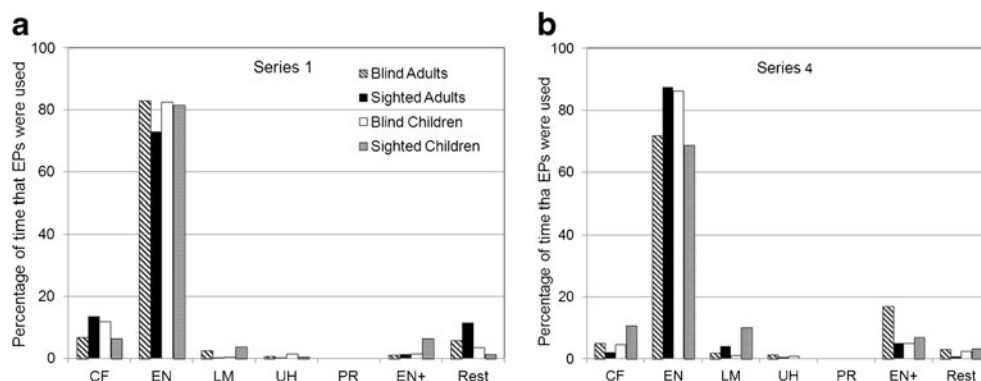 a
Series 1
Percentage of time that EPs were used
100
80
60
40
20
0
Blind Adults
Sighted Adults
Blind Children
Sighted Children
CF EN LM UH PR EN+ Rest
b
Series 4
Percentage of time tha EPs were used
100
80
60
40
20
0
CF EN LM UH PR EN+ Rest